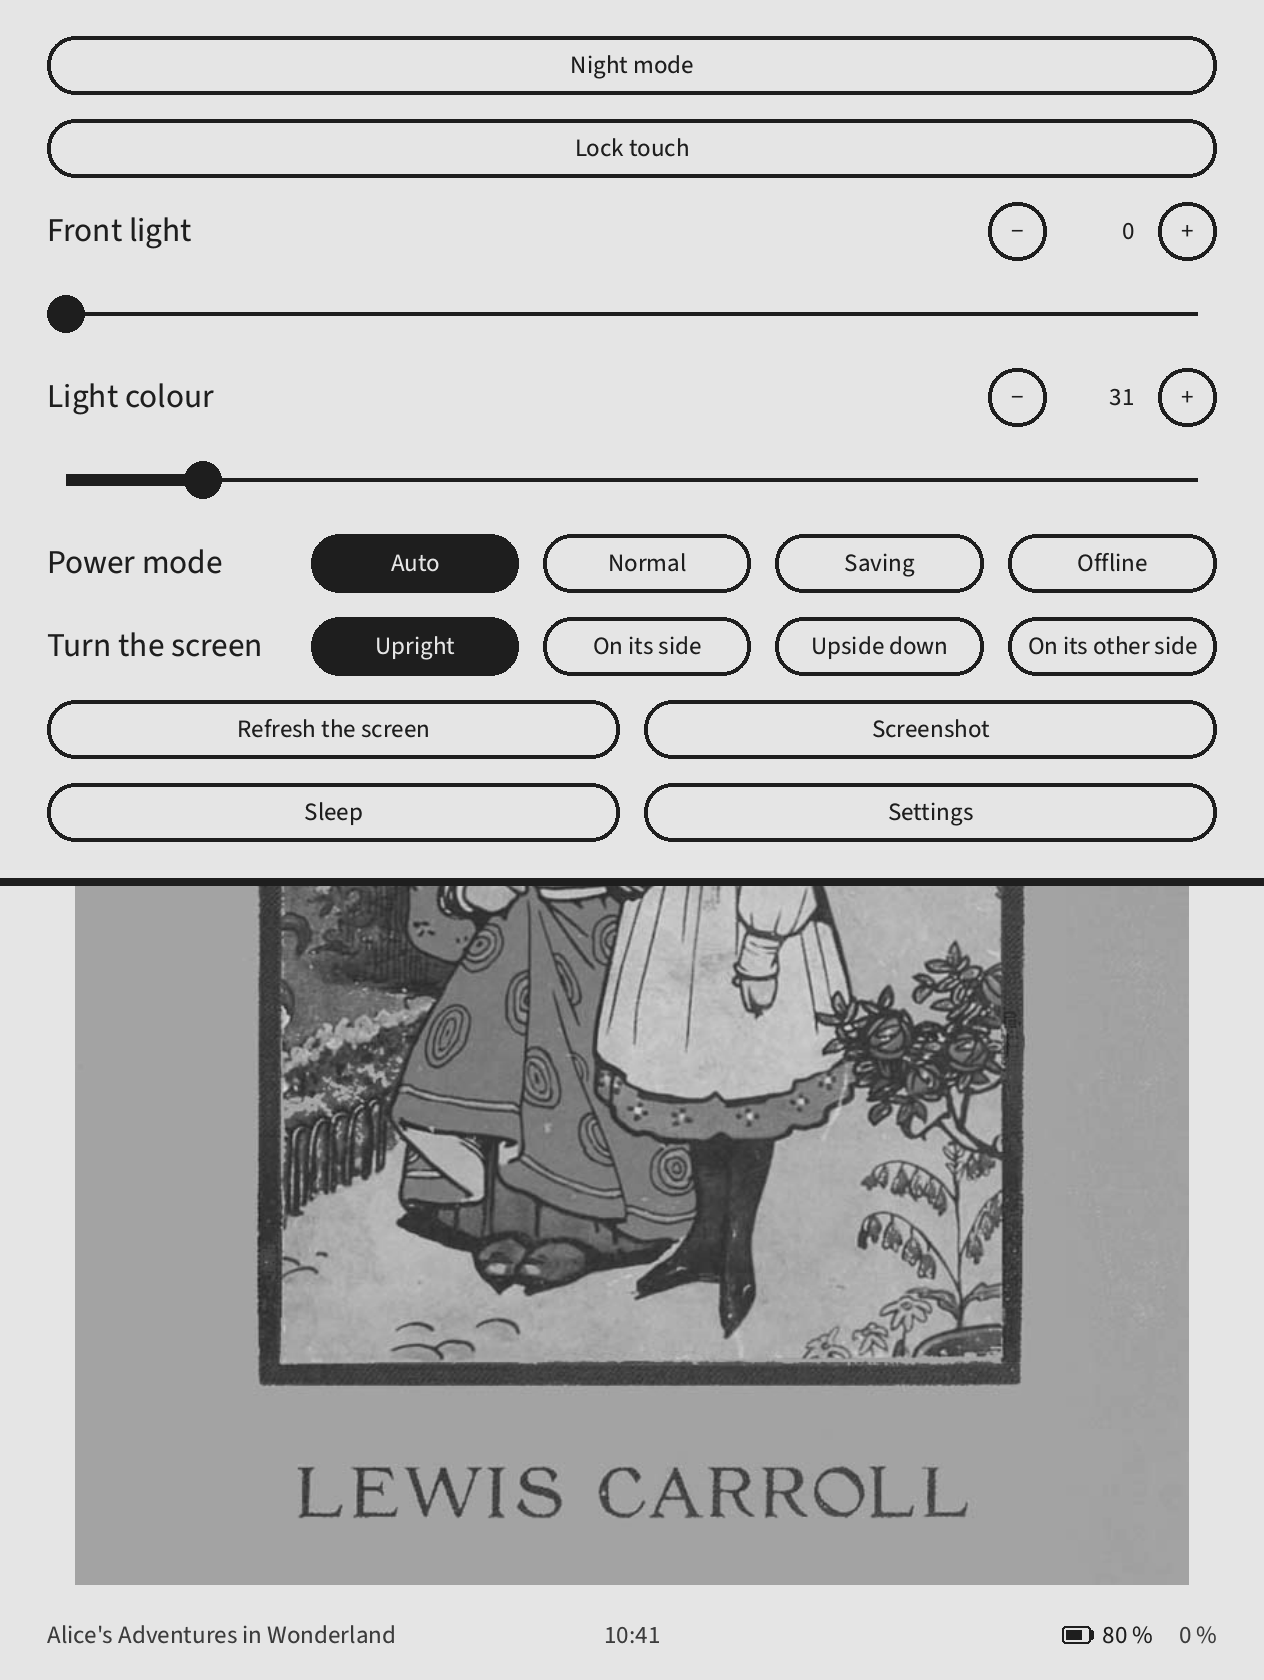 Night mode
Lock touch
Front light − 0 +
Light colour − 31 +
Power mode Auto Normal Saving Offline
Turn the screen Upright On its side Upside down On its other side
Refresh the screen Screenshot
Sleep Settings
LEWIS CARROLL
Alice's Adventures in Wonderland 10:41 80 % 0 %